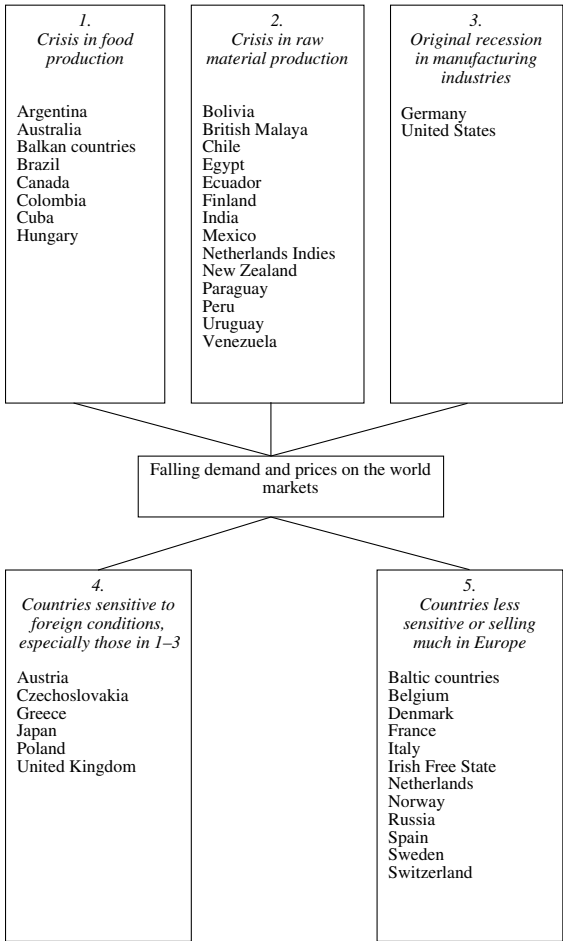 1.
Crisis in food
production
Argentina
Australia
Balkan countries
Brazil
Canada
Colombia
Cuba
Hungary
2.
Crisis in raw
material production
Bolivia
British Malaya
Chile
Egypt
Ecuador
Finland
India
Mexico
Netherlands Indies
New Zealand
Paraguay
Peru
Uruguay
Venezuela
3.
Original recession
in manufacturing
industries
Germany
United States
Falling demand and prices on the world
markets
4.
Countries sensitive to
foreign conditions,
especially those in 1–3
Austria
Czechoslovakia
Greece
Japan
Poland
United Kingdom
5.
Countries less
sensitive or selling
much in Europe
Baltic countries
Belgium
Denmark
France
Italy
Irish Free State
Netherlands
Norway
Russia
Spain
Sweden
Switzerland